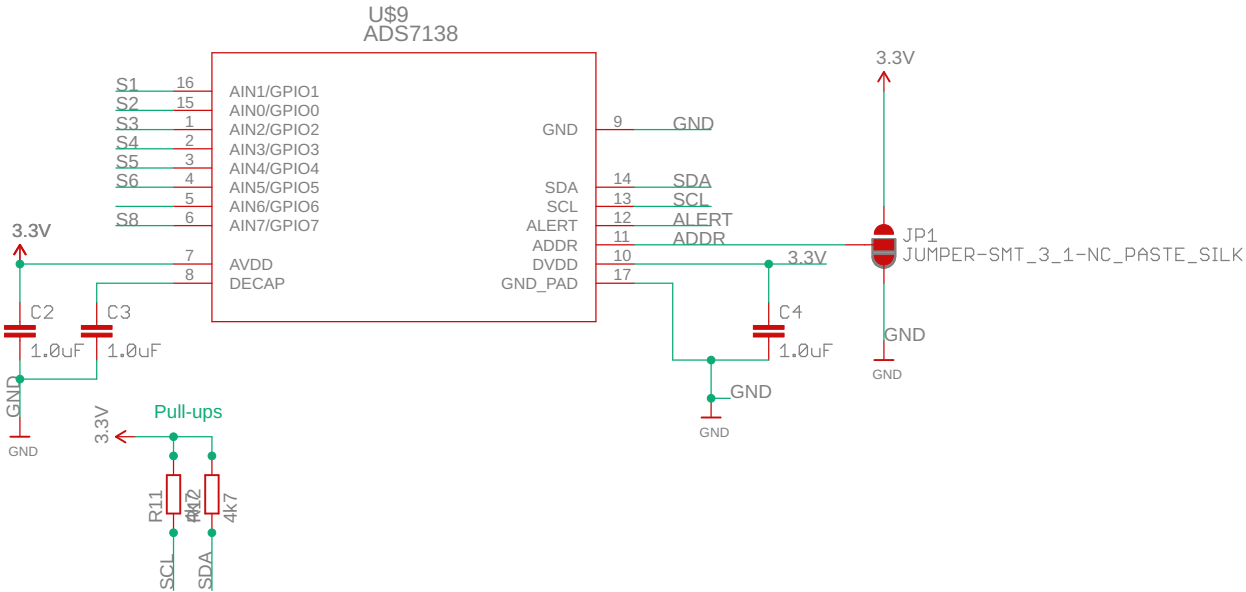 U$9
ADS7138
S1 16 AIN1/GPIO1
S2 15 AIN0/GPIO0
S3 1 AIN2/GPIO2
S4 2 AIN3/GPIO3
S5 3 AIN4/GPIO4
S6 4 AIN5/GPIO5
5 AIN6/GPIO6
S8 6 AIN7/GPIO7
7 AVDD
8 DECAP
GND 9 GND
SDA 14 SDA
SCL 13 SCL
ALERT 12 ALERT
ADDR 11 ADDR
DVDD 10 3.3V
GND_PAD 17
3.3V
C2
1.0uF
C3
1.0uF
GND
GND
3.3V
JP1
JUMPER-SMT_3_1-NC_PASTE_SILK
GND
GND
C4
1.0uF
GND
GND
Pull-ups
3.3V
R11
4k7
R12
4k7
SCL
SDA